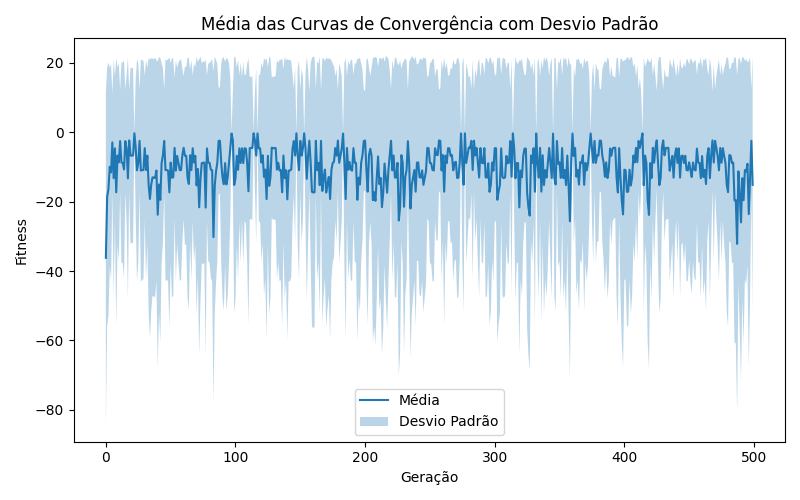 Média das Curvas de Convergência com Desvio Padrão
20
0
−20
−40
−60
−80
Fitness
Média
Desvio Padrão
0 100 200 300 400 500
Geração